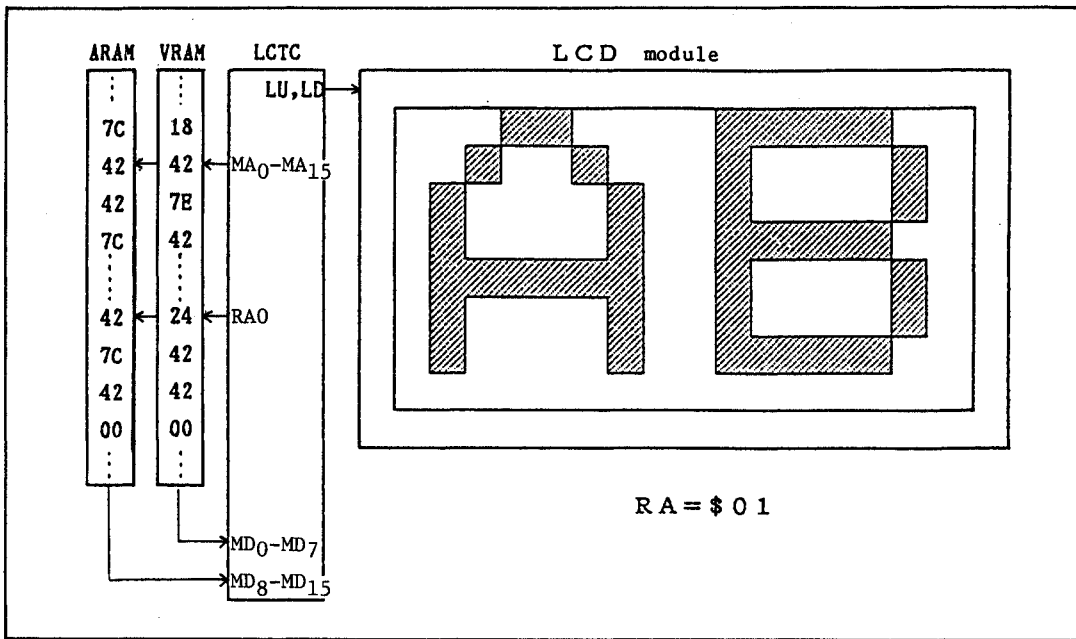 ARAM VRAM LCTC LCD module
LU,LD
7C 18
42 42 MA0-MA15
42 7E
7C 42
42 24 RA0
7C 42
42 42
00 00
RA=$01
MD0-MD7
MD8-MD15